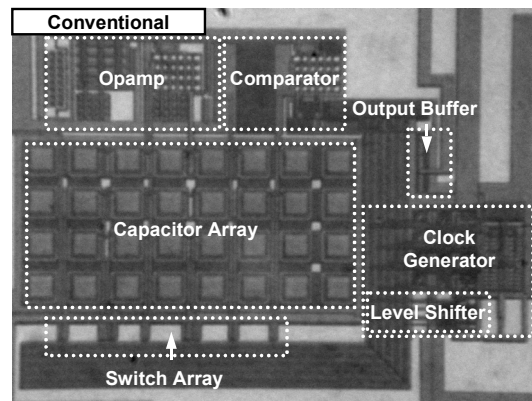 Conventional
Opamp
Comparator
Output Buffer
Capacitor Array
Clock
Generator
Level Shifter
Switch Array